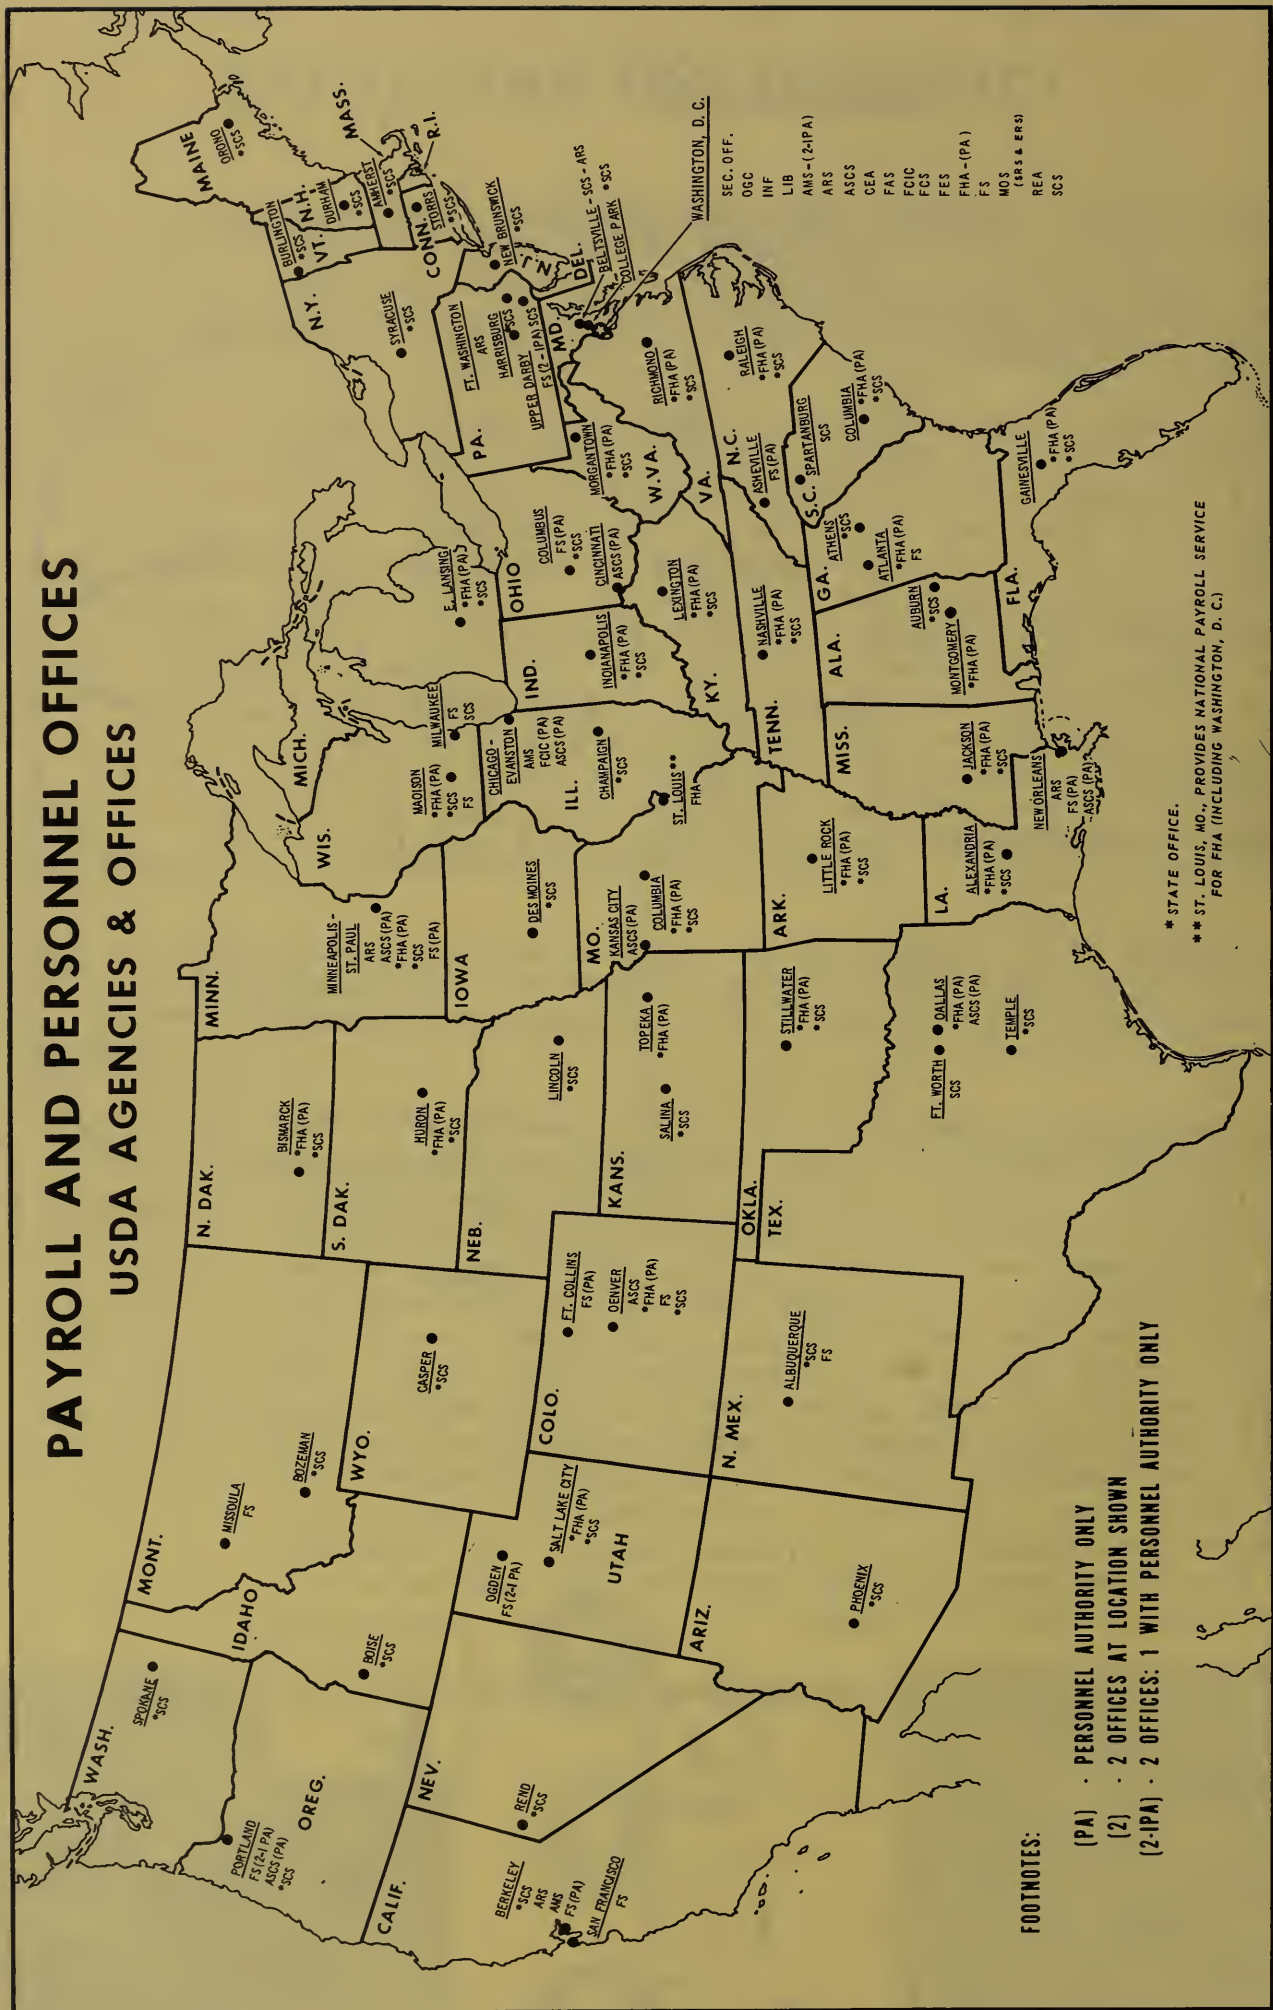 PAYROLL AND PERSONNEL OFFICES
USDA AGENCIES & OFFICES
WASH.
SPOKANE
*SCS
PORTLAND
FS (2-1 PA)
ASCS (PA)
*SCS
OREG.
CALIF.
BERKELEY
*SCS
ARS
AMS
FS (PA)
SAN FRANCISCO
FS
NEV.
REND
*SCS
IDAHO
BOISE
*SCS
MONT.
MISSOULA
FS
BOZEMAN
*SCS
WYO.
CASPER
*SCS
UTAH
OGDEN
FS (2-1 PA)
SALT LAKE CITY
*FHA (PA)
*SCS
ARIZ.
PHOENIX
*SCS
COLO.
FT. COLLINS
FS (PA)
OENVER
ASCS
*FHA (PA)
FS
*SCS
N. MEX.
ALBUQUERQUE
*SCS
FS
N. DAK.
BISMARCK
*FHA (PA)
*SCS
S. DAK.
HURON
*FHA (PA)
*SCS
NEB.
LINCOLN
*SCS
KANS.
TOPEKA
*FHA (PA)
SALINA
*SCS
OKLA.
STILLWATER
*FHA (PA)
*SCS
TEX.
FT. WORTH
SCS
DALLAS
*FHA (PA)
ASCS (PA)
TEMPLE
*SCS
MINN.
MINNEAPOLIS-
ST. PAUL
ARS
ASCS (PA)
*FHA (PA)
*SCS
FS (PA)
IOWA
DES MOINES
*SCS
MO.
KANSAS CITY
ASCS (PA)
COLUMBIA
*FHA (PA)
*SCS
ST. LOUIS**
FHA
ARK.
LITTLE ROCK
*FHA (PA)
*SCS
LA.
ALEXANDRIA
*FHA (PA)
*SCS
NEW ORLEANS
ARS
FS (PA)
ASCS (PA)
WIS.
MAOISON
*FHA (PA)
*SCS
FS
MILWAUKEE
FS
SCS
MICH.
E. LANSING
*FHA (PA)
*SCS
ILL.
CHICAGO-
EVANSTON
AMS
FCIC (PA)
ASCS (PA)
CHAMPAIGN
*SCS
IND.
INDIANAPOLIS
*FHA (PA)
*SCS
OHIO
COLUMBUS
FS (PA)
*SCS
CINCINNATI
ASCS (PA)
KY.
LEXINGTON
*FHA (PA)
*SCS
TENN.
NASHVILLE
*FHA (PA)
*SCS
MISS.
JACKSON
*FHA (PA)
*SCS
ALA.
AUBURN
*SCS
MONTGOMERY
*FHA (PA)
GA.
ATHENS
*SCS
ATLANTA
*FHA (PA)
FS
FLA.
GAINESVILLE
*FHA (PA)
*SCS
S.C.
SPARTANBURG
SCS
COLUMBIA
*FHA (PA)
*SCS
N.C.
ASHEVILLE
FS (PA)
RALEIGH
*FHA (PA)
*SCS
VA.
RICHMONO
*FHA (PA)
*SCS
W.VA.
MORGANTOWN
*FHA (PA)
*SCS
PA.
FT. WASHINGTON
ARS
HARRISBURG
*SCS
UPPER DARBY
FS (2-1PA) SCS
N.Y.
SYRACUSE
*SCS
VT.
BURLINGTON
*SCS
N.H.
DURHAM
*SCS
MAINE
ORONO
*SCS
MASS.
AMHERST
*SCS
R.I.
CONN.
STORRS
*SCS
N.J.
NEW BRUNSWICK
*SCS
DEL.
MD.
BELTSVILLE - SCS - ARS
COLLEGE PARK *SCS
WASHINGTON, D. C.
SEC. OFF.
OGC
INF
LIB
AMS-(2-1PA)
ARS
ASCS
CEA
FAS
FCIC
FCS
FES
FHA-(PA)
FS
MOS
(SRS & ERS)
REA
SCS
* STATE OFFICE.
** ST. LOUIS, MO., PROVIDES NATIONAL PAYROLL SERVICE
FOR FHA (INCLUDING WASHINGTON, D. C.)
FOOTNOTES:
(PA) · PERSONNEL AUTHORITY ONLY
(2) · 2 OFFICES AT LOCATION SHOWN
(2-1PA) · 2 OFFICES: 1 WITH PERSONNEL AUTHORITY ONLY